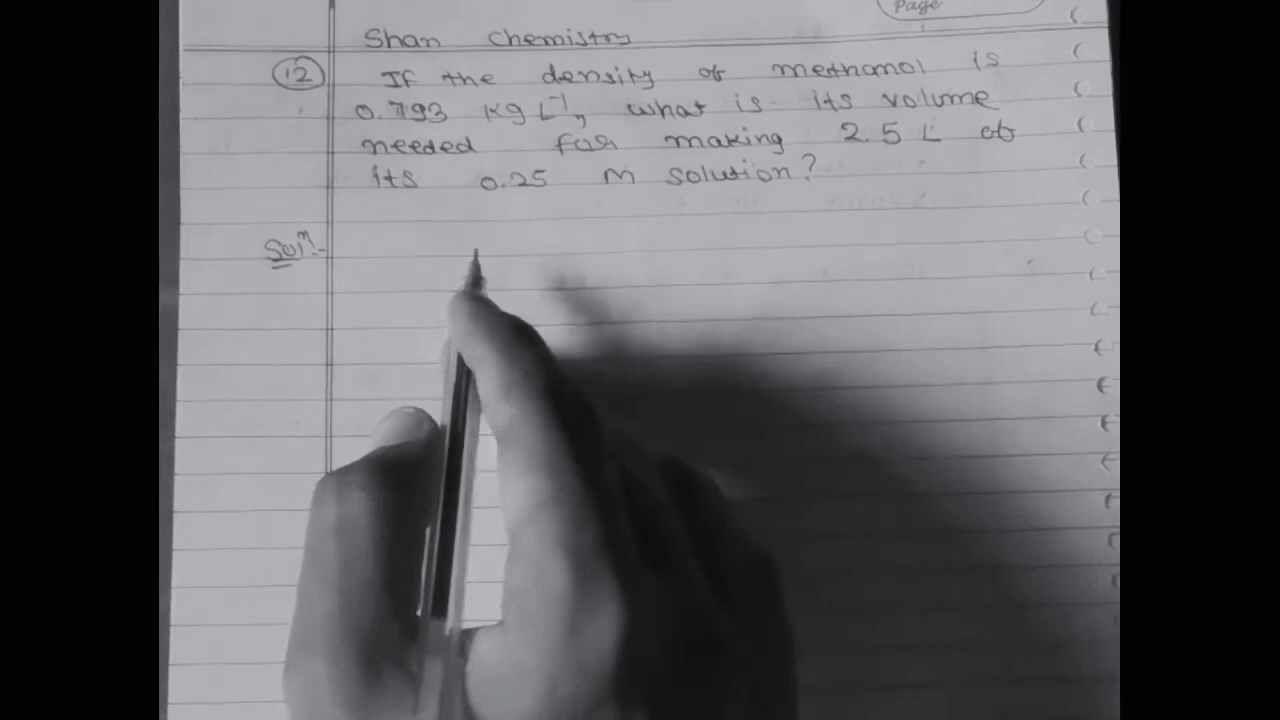 Page
Shan Chemistry
12 If the density of methanol is
0.793 kg L⁻¹, what is its volume
needed for making 2.5 L of
its 0.25 M solution?
Solⁿ.-